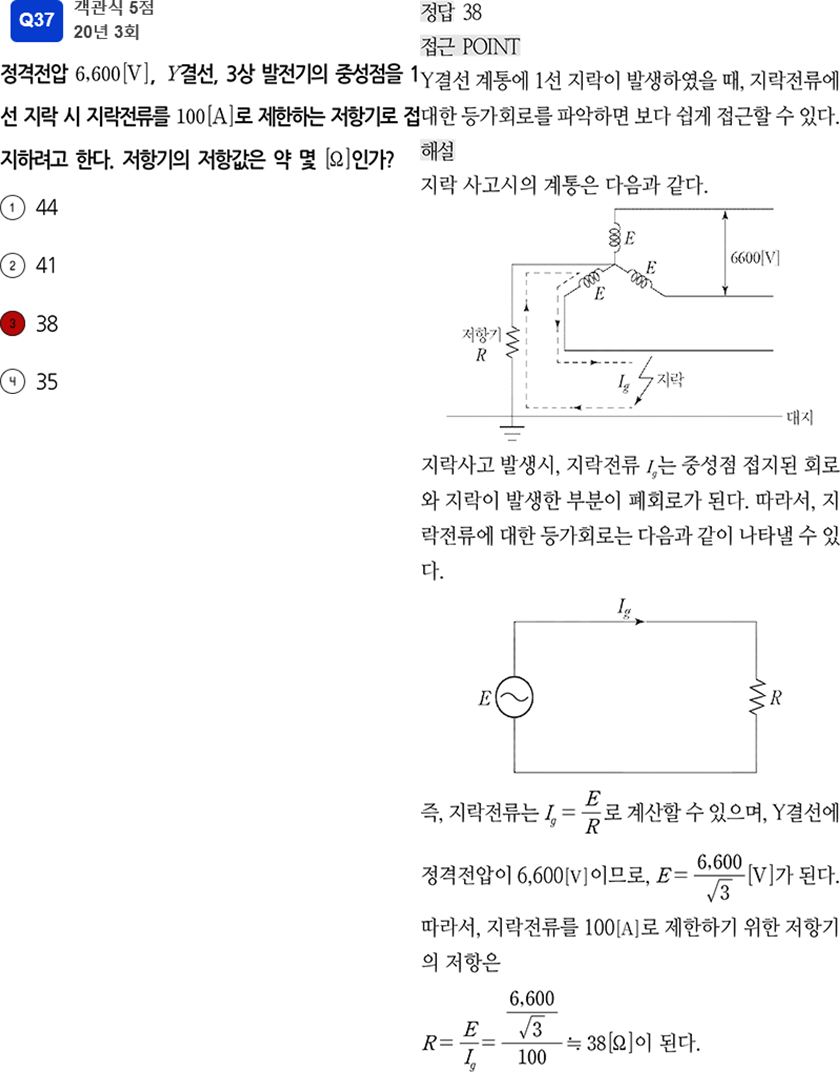 Q37
객관식 5점
20년 3회
정격전압 6,600[V], Y결선, 3상 발전기의 중성점을 1
선 지락 시 지락전류를 100[A]로 제한하는 저항기로 접
지하려고 한다. 저항기의 저항값은 약 몇 [Ω]인가?
① 44
② 41
③ 38
④ 35
정답 38
접근 POINT
Y결선 계통에 1선 지락이 발생하였을 때, 지락전류에
대한 등가회로를 파악하면 보다 쉽게 접근할 수 있다.
해설
지락 사고시의 계통은 다음과 같다.
E
E
E
6600[V]
저항기
R
I_g
지락
대지
지락사고 발생시, 지락전류 I_g는 중성점 접지된 회로
와 지락이 발생한 부분이 폐회로가 된다. 따라서, 지
락전류에 대한 등가회로는 다음과 같이 나타낼 수 있
다.
I_g
E
R
즉, 지락전류는 I_g = E/R로 계산할 수 있으며, Y결선에
정격전압이 6,600[V]이므로, E = 6,600/√3 [V]가 된다.
따라서, 지락전류를 100[A]로 제한하기 위한 저항기
의 저항은
R = E/I_g = (6,600/√3)/100 ≒ 38[Ω]이 된다.